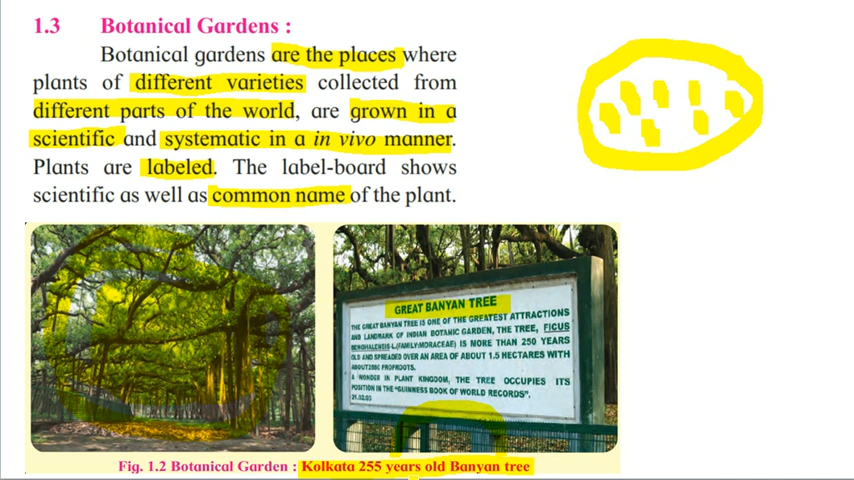 1.3 Botanical Gardens :
Botanical gardens are the places where
plants of different varieties collected from
different parts of the world, are grown in a
scientific and systematic in a in vivo manner.
Plants are labeled. The label-board shows
scientific as well as common name of the plant.
GREAT BANYAN TREE
THE GREAT BANYAN TREE IS ONE OF THE GREATEST ATTRACTIONS
AND LANDMARK OF INDIAN BOTANIC GARDEN, THE TREE, FICUS
BENGHALENSIS L.(FAMILY:MORACEAE) IS MORE THAN 250 YEARS
OLD AND SPREADED OVER AN AREA OF ABOUT 1.5 HECTARES WITH
ABOUT
A WONDER IN PLANT KINGDOM, THE TREE OCCUPIES ITS
POSITION IN THE "GUINNESS BOOK OF WORLD RECORDS".
Fig. 1.2 Botanical Garden : Kolkata 255 years old Banyan tree